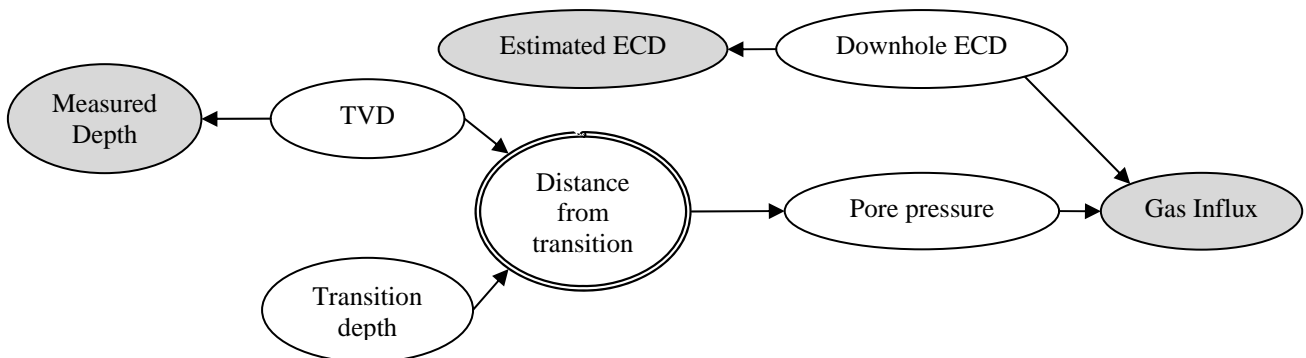 Estimated ECD
Downhole ECD
Measured
Depth
TVD
Distance
from
transition
Pore pressure
Gas Influx
Transition
depth